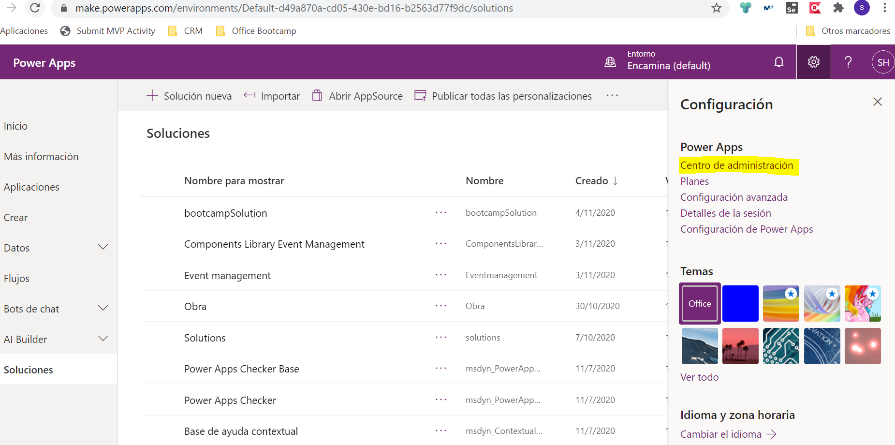 make.powerapps.com/environments/Default-d49a870a-cd05-430e-bd16-b2563d77f9dc/solutions
Aplicaciones Submit MVP Activity CRM Office Bootcamp Otros marcadores
Power Apps
Entorno
Encamina (default)
? SH
Solución nueva Importar Abrir AppSource Publicar todas las personalizaciones ...
Inicio
Más información
Aplicaciones
Crear
Datos
Flujos
Bots de chat
AI Builder
Soluciones
Soluciones
Nombre para mostrar Nombre Creado ↓
bootcampSolution ... bootcampSolution 4/11/2020
Components Library Event Management ... ComponentsLibrar... 3/11/2020
Event management ... Eventmanagement 3/11/2020
Obra ... Obra 30/10/2020
Solutions ... solutions 7/10/2020
Power Apps Checker Base ... msdyn_PowerApp... 11/7/2020
Power Apps Checker ... msdyn_PowerApp... 11/7/2020
Base de ayuda contextual ... msdyn_Contextual... 11/7/2020
Configuración
Power Apps
Centro de administración
Planes
Configuración avanzada
Detalles de la sesión
Configuración de Power Apps
Temas
Office
Ver todo
Idioma y zona horaria
Cambiar el idioma →